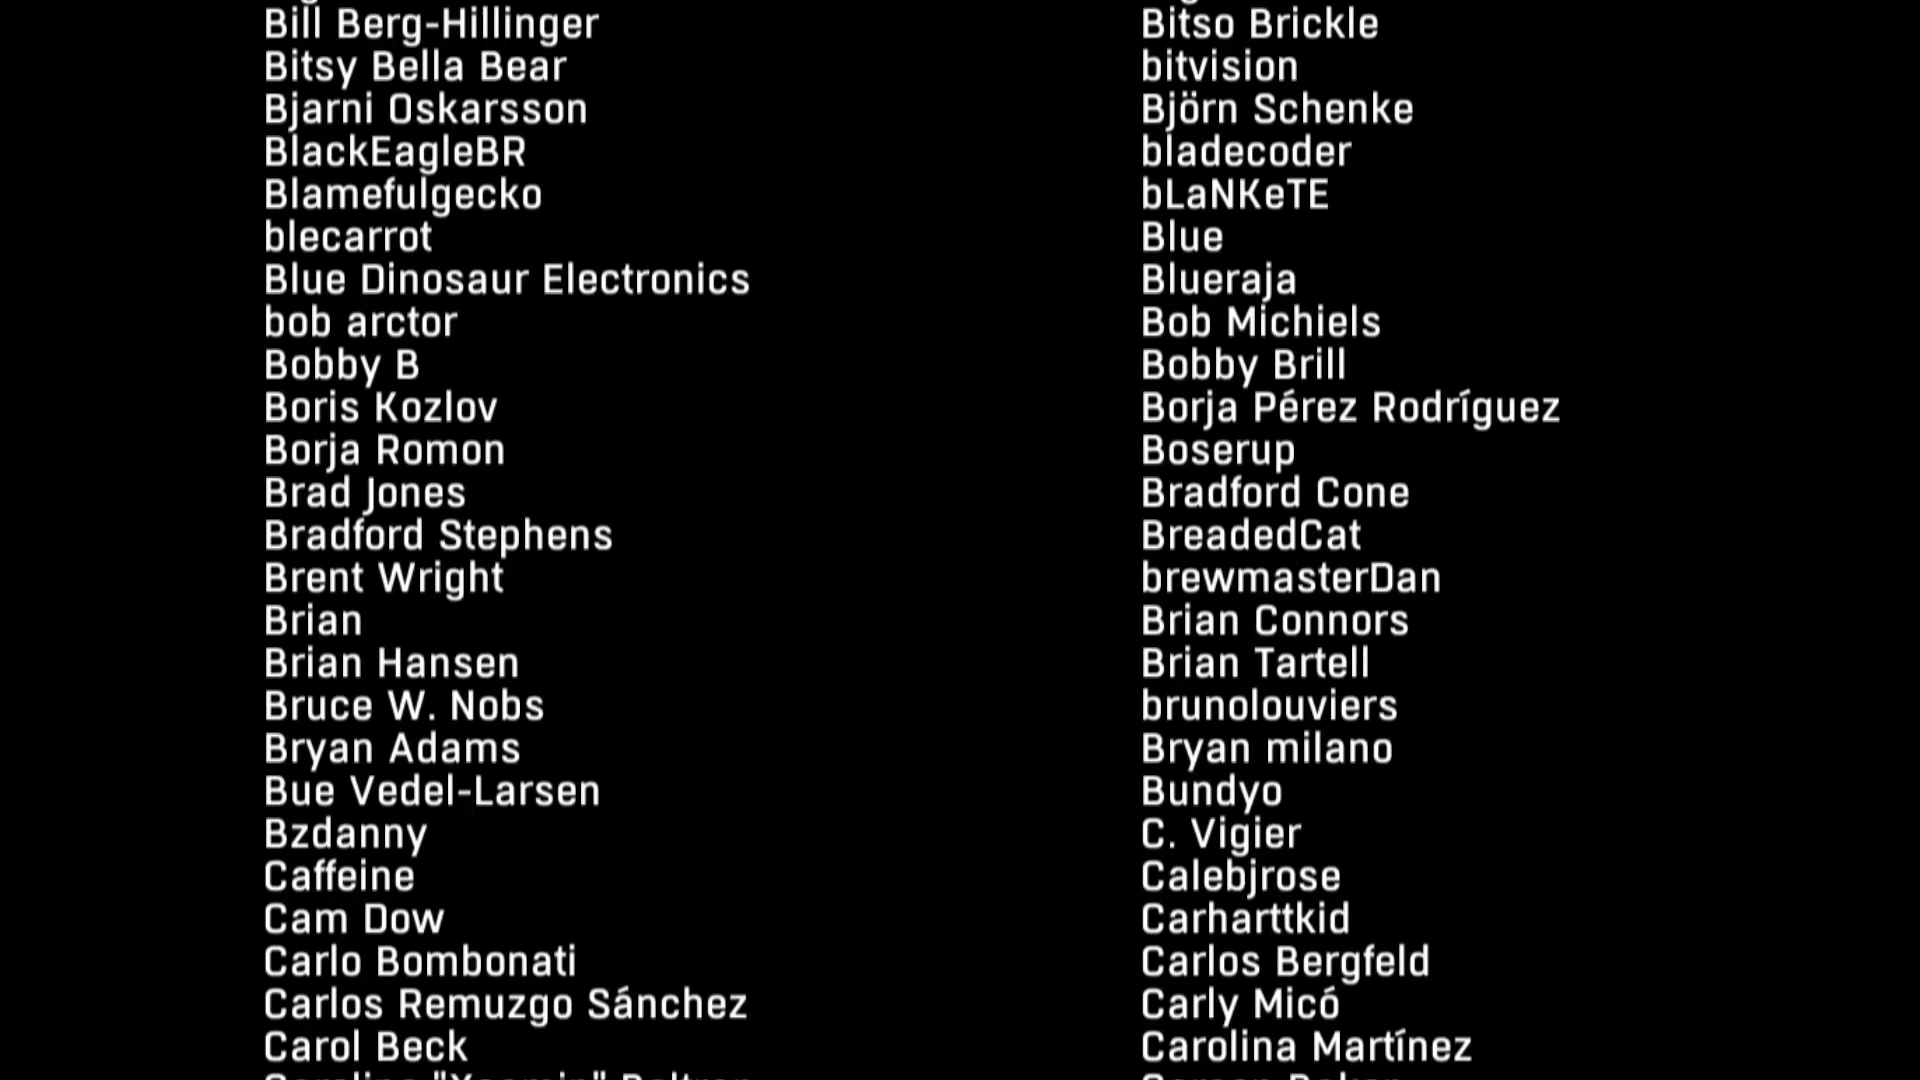 Bill Berg-Hillinger
Bitso Brickle
Bitsy Bella Bear
bitvision
Bjarni Oskarsson
Björn Schenke
BlackEagleBR
bladecoder
Blamefulgecko
bLaNKeTE
blecarrot
Blue
Blue Dinosaur Electronics
Blueraja
bob arctor
Bob Michiels
Bobby B
Bobby Brill
Boris Kozlov
Borja Pérez Rodríguez
Borja Romon
Boserup
Brad Jones
Bradford Cone
Bradford Stephens
BreadedCat
Brent Wright
brewmasterDan
Brian
Brian Connors
Brian Hansen
Brian Tartell
Bruce W. Nobs
brunolouviers
Bryan Adams
Bryan milano
Bue Vedel-Larsen
Bundyo
Bzdanny
C. Vigier
Caffeine
Calebjrose
Cam Dow
Carharttkid
Carlo Bombonati
Carlos Bergfeld
Carlos Remuzgo Sánchez
Carly Micó
Carol Beck
Carolina Martínez